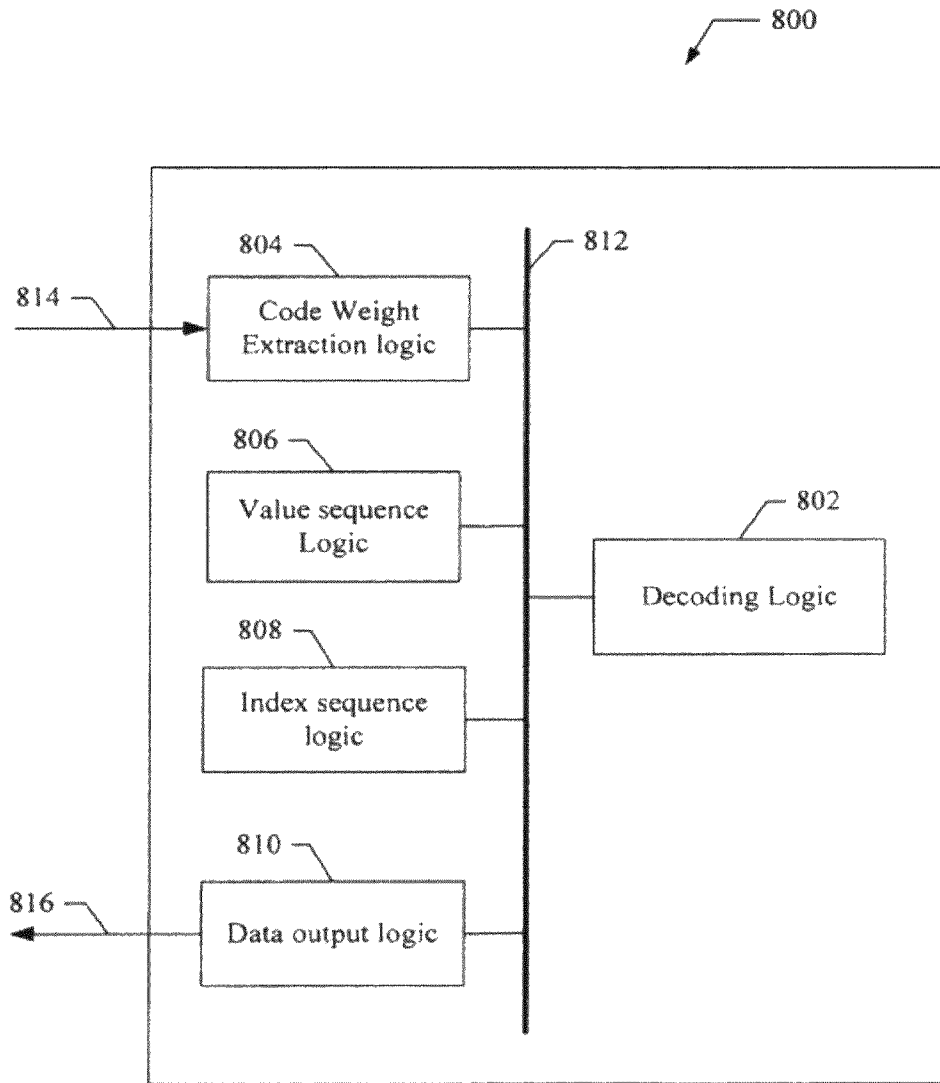 800
804
812
814
Code Weight
Extraction logic
806
Value sequence
Logic
802
Decoding Logic
808
Index sequence
logic
810
816
Data output logic